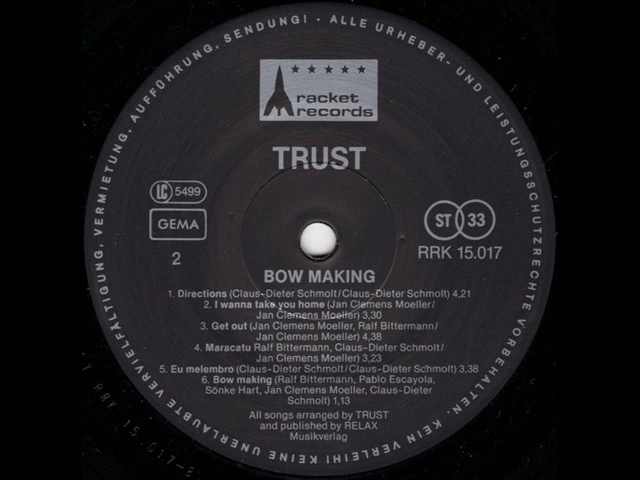 VERVIELFÄLTIGUNG, VERMIETUNG, AUFFÜHRUNG, SENDUNG! · ALLE URHEBER- UND LEISTUNGSSCHUTZRECHTE VORBEHALTEN. KEIN VERLEIH! KEINE UNERLAUBTE
racket
records
TRUST
LC 5499
GEMA
2
ST 33
RRK 15.017
BOW MAKING
1. Directions (Claus-Dieter Schmolt/Claus-Dieter Schmolt) 4,21
2. I wanna take you home (Jan Clemens Moeller/
Jan Clemens Moeller) 3,30
3. Get out (Jan Clemens Moeller, Ralf Bittermann/
Jan Clemens Moeller) 4,38
4. Maracatu Ralf Bittermann, Claus-Dieter Schmolt/
Jan Clemens Moeller) 3,23
5. Eu melembro (Claus-Dieter Schmolt/Claus-Dieter Schmolt) 3,38
6. Bow making (Ralf Bittermann, Pablo Escayola,
Sönke Hart, Jan Clemens Moeller, Claus-Dieter
Schmolt) 1,13
All songs arranged by TRUST
and published by RELAX
Musikverlag
RRK 15 017-B